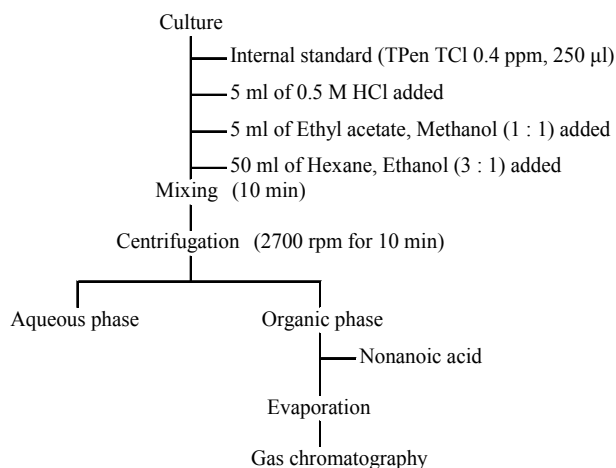 Culture
Internal standard (TPen TCl 0.4 ppm, 250 μl)
5 ml of 0.5 M HCl added
5 ml of Ethyl acetate, Methanol (1 : 1) added
50 ml of Hexane, Ethanol (3 : 1) added
Mixing (10 min)
Centrifugation (2700 rpm for 10 min)
Aqueous phase Organic phase
Nonanoic acid
Evaporation
Gas chromatography